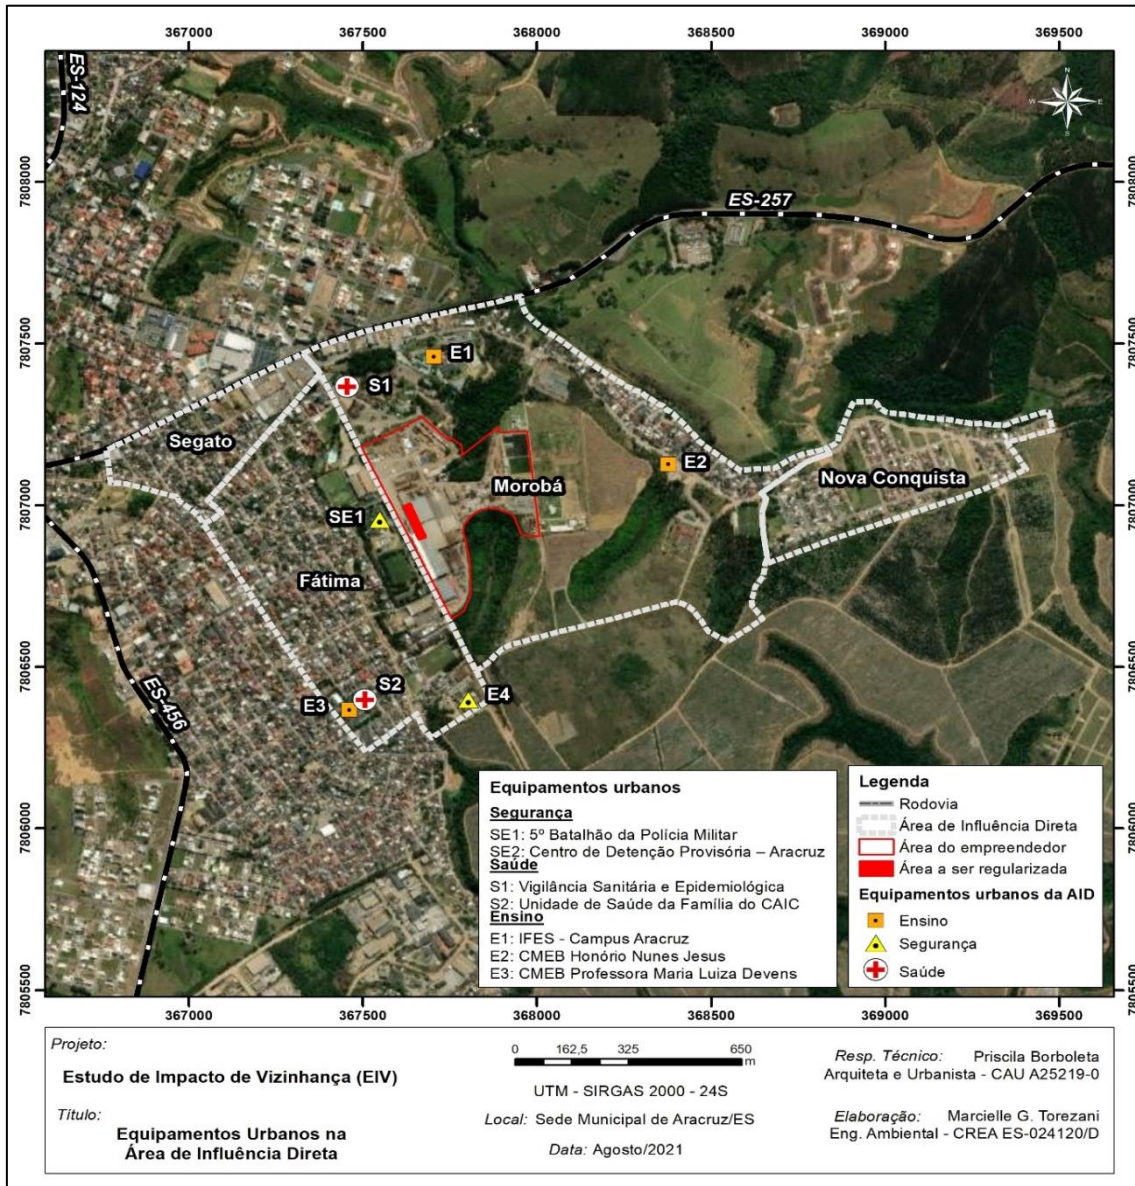 367000 367500 368000 368500 369000 369500
ES-124
N
W E
S
7808000 7808000
ES-257
7807500 7807500
E1
S1
Segato
E2
Morobá
Nova Conquista
7807000 7807000
SE1
Fátima
7806500 7806500
S2
E3
E4
ES-456
7806000 7806000
7805500 7805500
Equipamentos urbanos
Segurança
SE1: 5º Batalhão da Polícia Militar
SE2: Centro de Detenção Provisória – Aracruz
Saúde
S1: Vigilância Sanitária e Epidemiológica
S2: Unidade de Saúde da Família do CAIC
Ensino
E1: IFES - Campus Aracruz
E2: CMEB Honório Nunes Jesus
E3: CMEB Professora Maria Luiza Devens
Legenda
Rodovia
Área de Influência Direta
Área do empreendedor
Área a ser regularizada
Equipamentos urbanos da AID
Ensino
Segurança
Saúde
367000 367500 368000 368500 369000 369500
Projeto:
Estudo de Impacto de Vizinhança (EIV)
Título:
Equipamentos Urbanos na
Área de Influência Direta
0 162,5 325 650
m
UTM - SIRGAS 2000 - 24S
Local: Sede Municipal de Aracruz/ES
Data: Agosto/2021
Resp. Técnico: Priscila Borboleta
Arquiteta e Urbanista - CAU A25219-0
Elaboração: Marcielle G. Torezani
Eng. Ambiental - CREA ES-024120/D